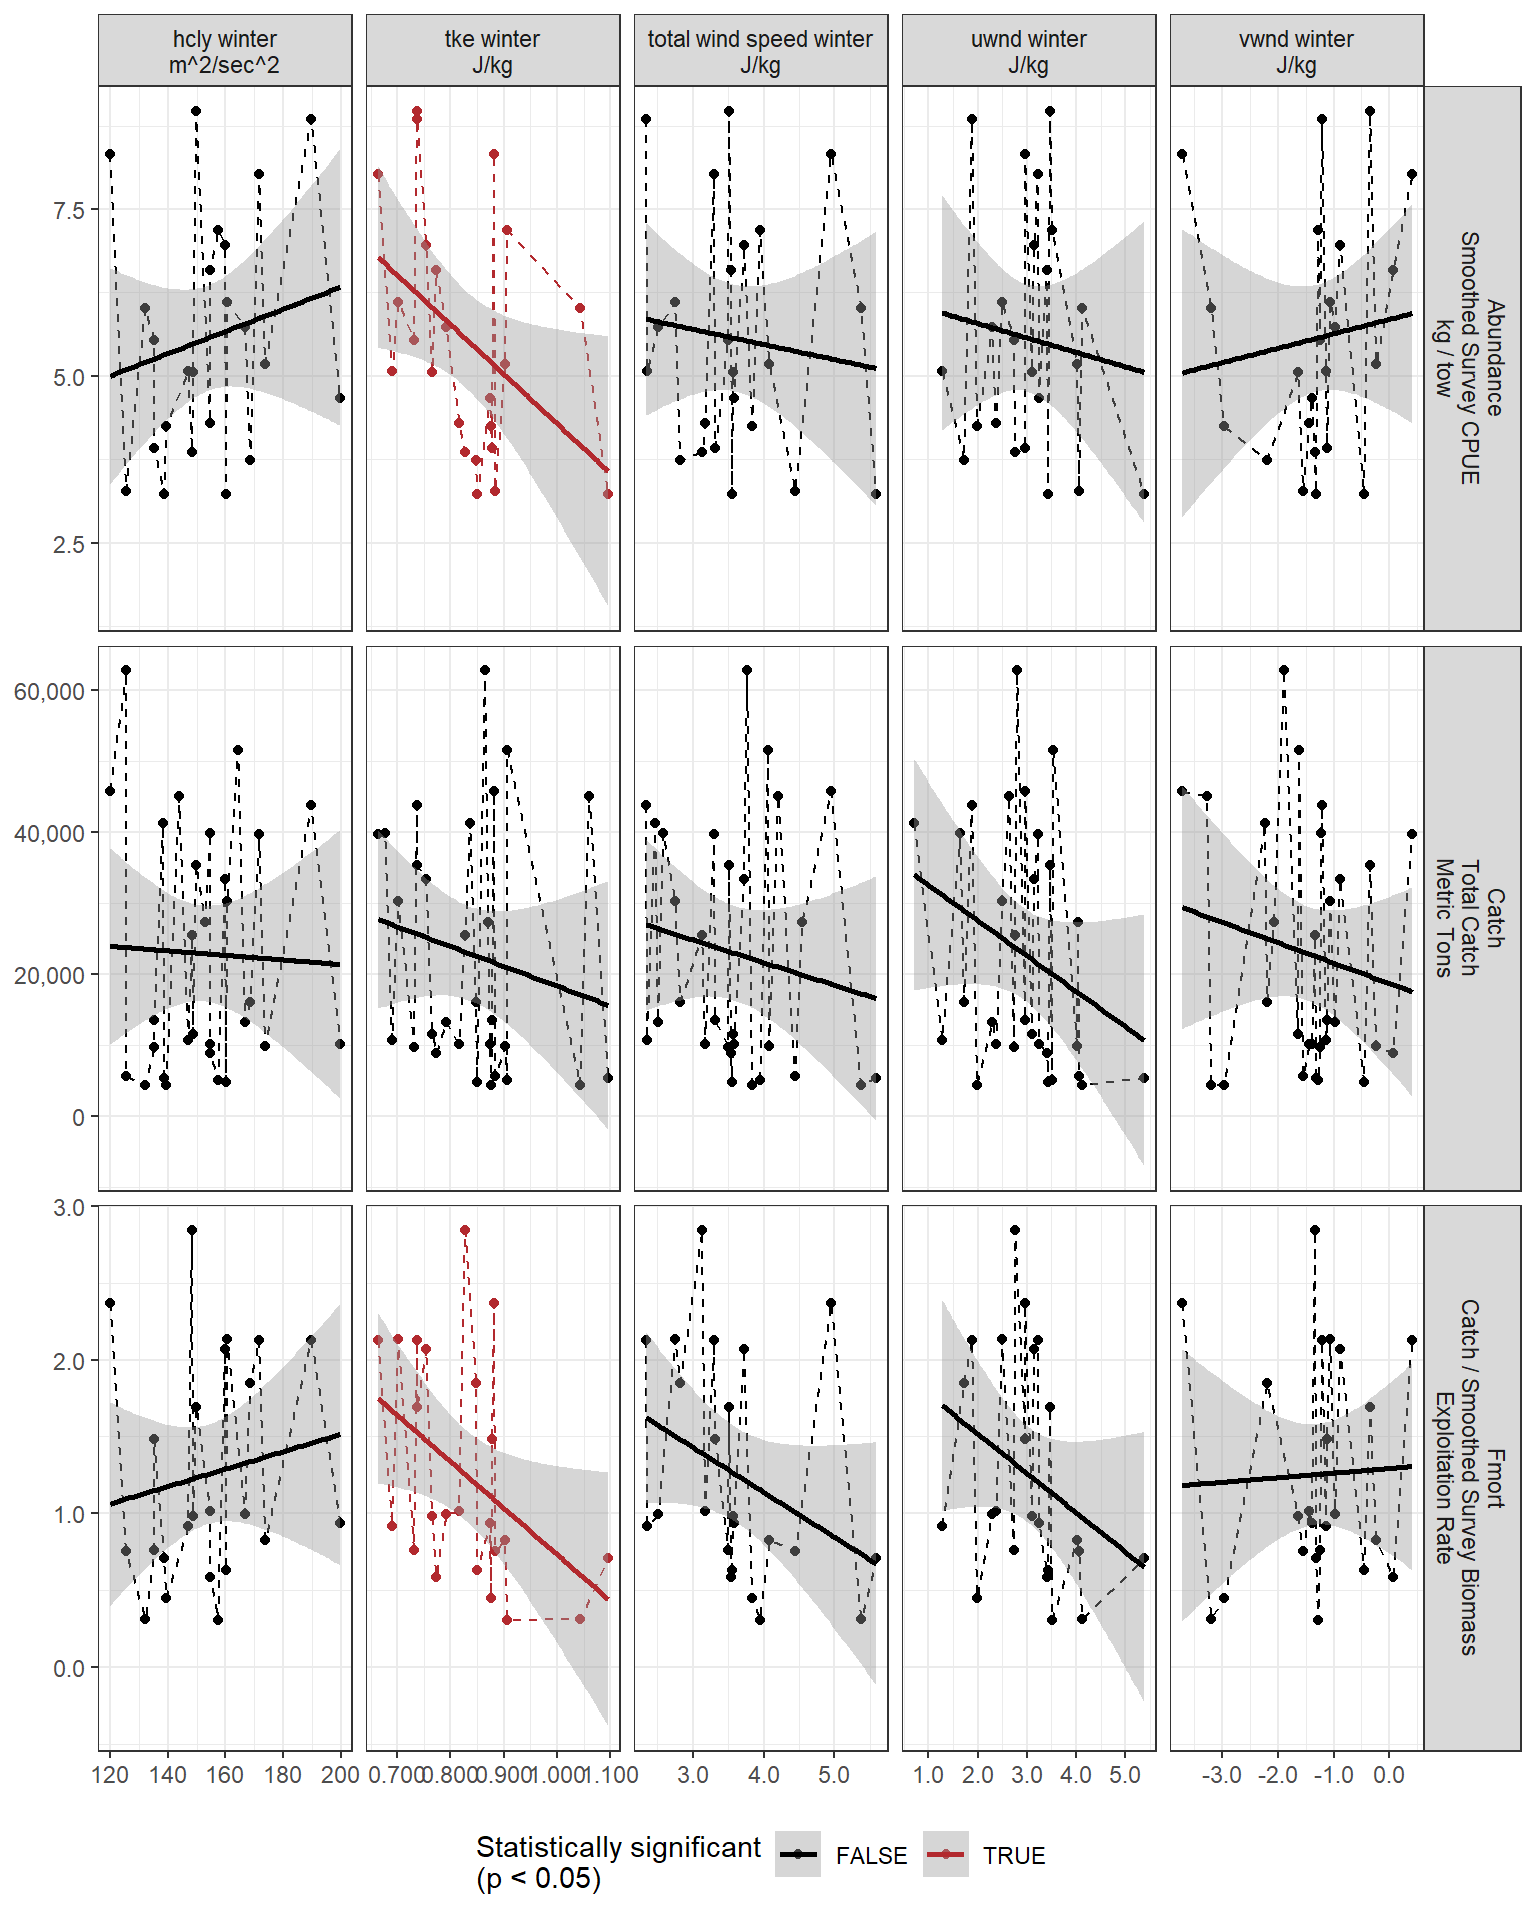 hcly winter
m^2/sec^2
tke winter
J/kg
total wind speed winter
J/kg
uwnd winter
J/kg
vwnd winter
J/kg
7.5
5.0
2.5
Abundance
Smoothed Survey CPUE
kg / tow
60,000
40,000
20,000
0
Catch
Total Catch
Metric Tons
3.0
2.0
1.0
0.0
Fmort
Catch / Smoothed Survey Biomass
Exploitation Rate
120 140 160 180 200
0.700 0.800 0.900 1.000 1.100
3.0 4.0 5.0
1.0 2.0 3.0 4.0 5.0
-3.0 -2.0 -1.0 0.0
Statistically significant
(p < 0.05)
FALSE
TRUE